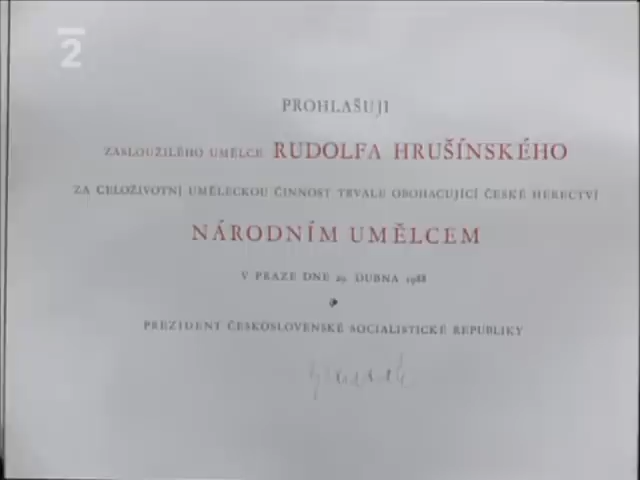 2
PROHLAŠUJI
ZASLOUŽILÉHO UMĚLCE RUDOLFA HRUŠÍNSKÉHO
ZA CELOŽIVOTNÍ UMĚLECKOU ČINNOST TRVALE OBOHACUJÍCÍ ČESKÉ HERECTVÍ
NÁRODNÍM UMĚLCEM
V PRAZE DNE 29. DUBNA 1988
PREZIDENT ČESKOSLOVENSKÉ SOCIALISTICKÉ REPUBLIKY